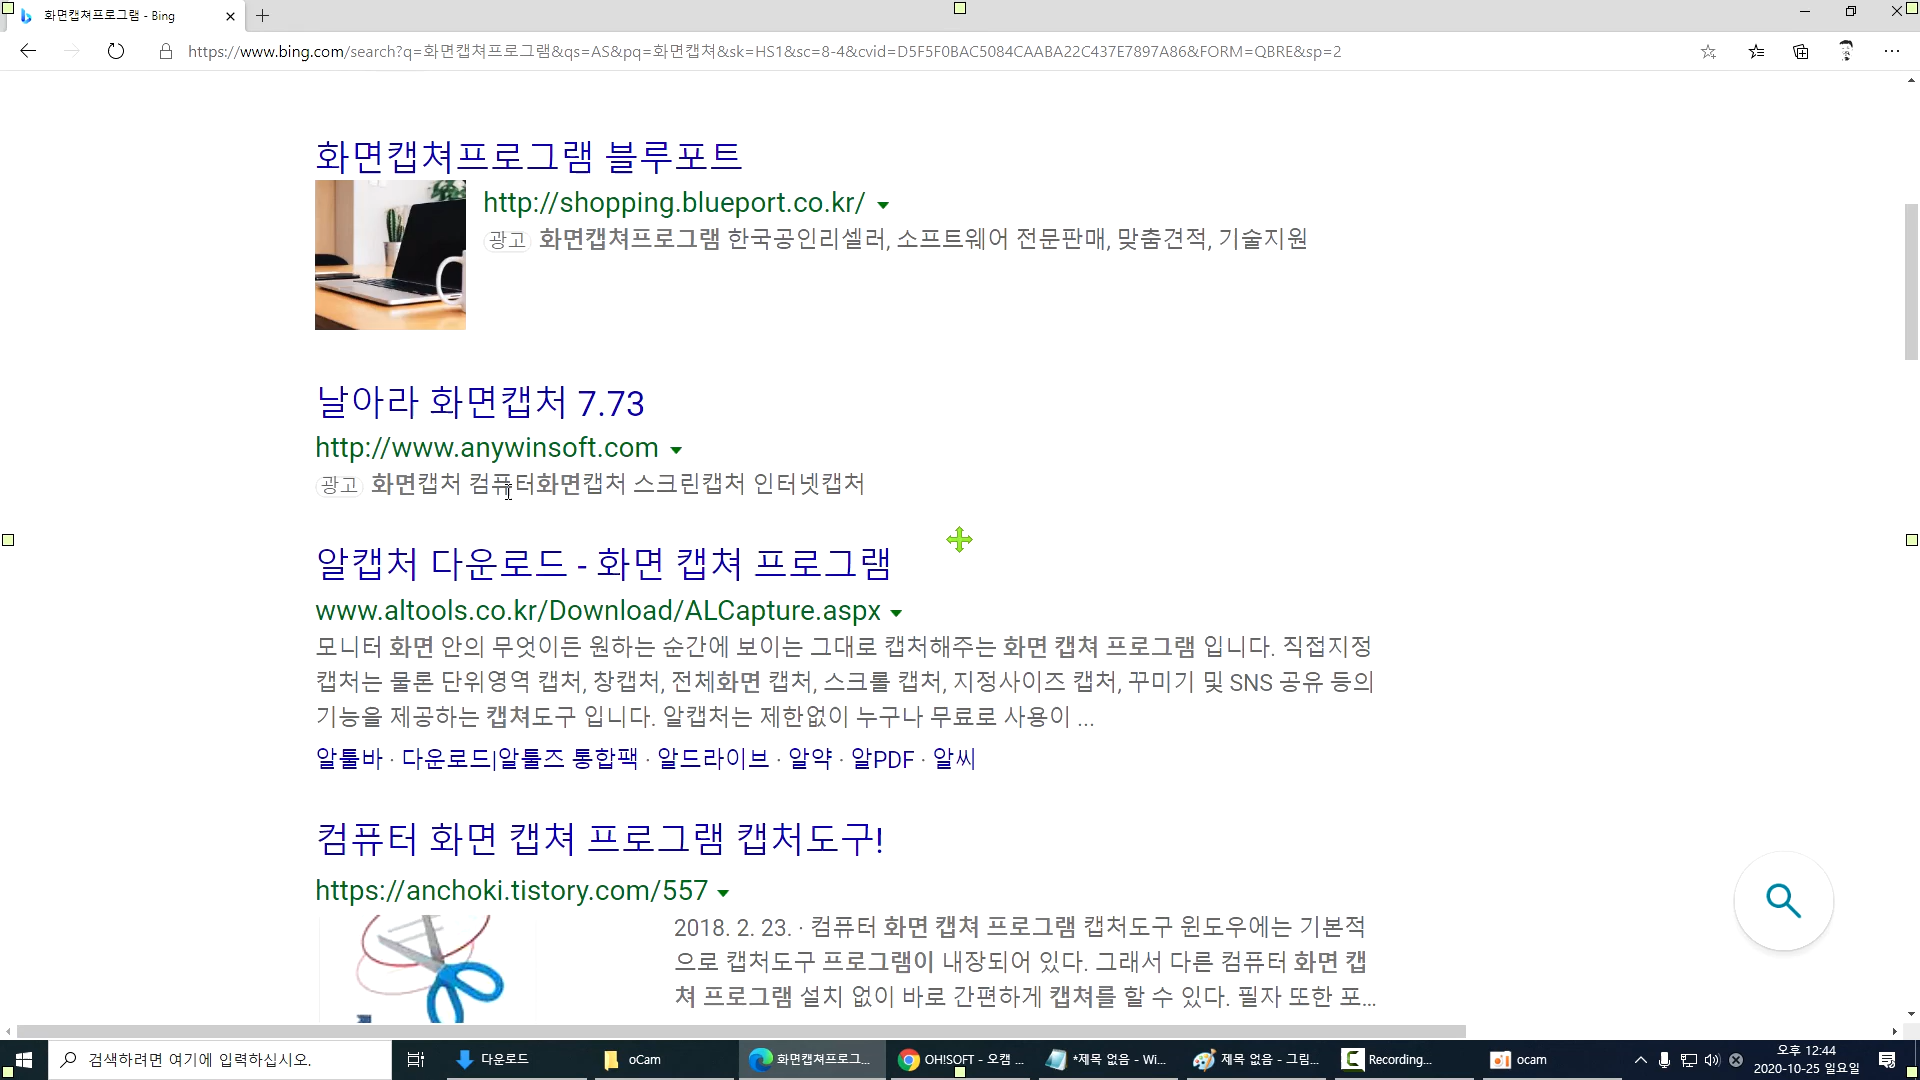 화면캡쳐프로그램 - Bing
https://www.bing.com/search?q=화면캡쳐프로그램&qs=AS&pq=화면캡쳐&sk=HS1&sc=8-4&cvid=D5F5F0BAC5084CAABA22C437E7897A86&FORM=QBRE&sp=2
화면캡쳐프로그램 블루포트
http://shopping.blueport.co.kr/
광고 화면캡쳐프로그램 한국공인리셀러, 소프트웨어 전문판매, 맞춤견적, 기술지원
날아라 화면캡처 7.73
http://www.anywinsoft.com
광고 화면캡처 컴퓨터화면캡처 스크린캡처 인터넷캡처
알캡처 다운로드 - 화면 캡쳐 프로그램
www.altools.co.kr/Download/ALCapture.aspx
모니터 화면 안의 무엇이든 원하는 순간에 보이는 그대로 캡처해주는 화면 캡쳐 프로그램 입니다. 직접지정
캡처는 물론 단위영역 캡처, 창캡처, 전체화면 캡처, 스크롤 캡처, 지정사이즈 캡처, 꾸미기 및 SNS 공유 등의
기능을 제공하는 캡쳐도구 입니다. 알캡처는 제한없이 누구나 무료로 사용이 ...
알툴바 · 다운로드|알툴즈 통합팩 · 알드라이브 · 알약 · 알PDF · 알씨
컴퓨터 화면 캡쳐 프로그램 캡처도구!
https://anchoki.tistory.com/557
2018. 2. 23. · 컴퓨터 화면 캡쳐 프로그램 캡처도구 윈도우에는 기본적
으로 캡처도구 프로그램이 내장되어 있다. 그래서 다른 컴퓨터 화면 캡
쳐 프로그램 설치 없이 바로 간편하게 캡쳐를 할 수 있다. 필자 또한 포...
검색하려면 여기에 입력하십시오.
다운로드
oCam
화면캡쳐프로그...
OH!SOFT - 오캠 ...
*제목 없음 - Wi...
제목 없음 - 그림...
Recording...
ocam
오후 12:44
2020-10-25 일요일